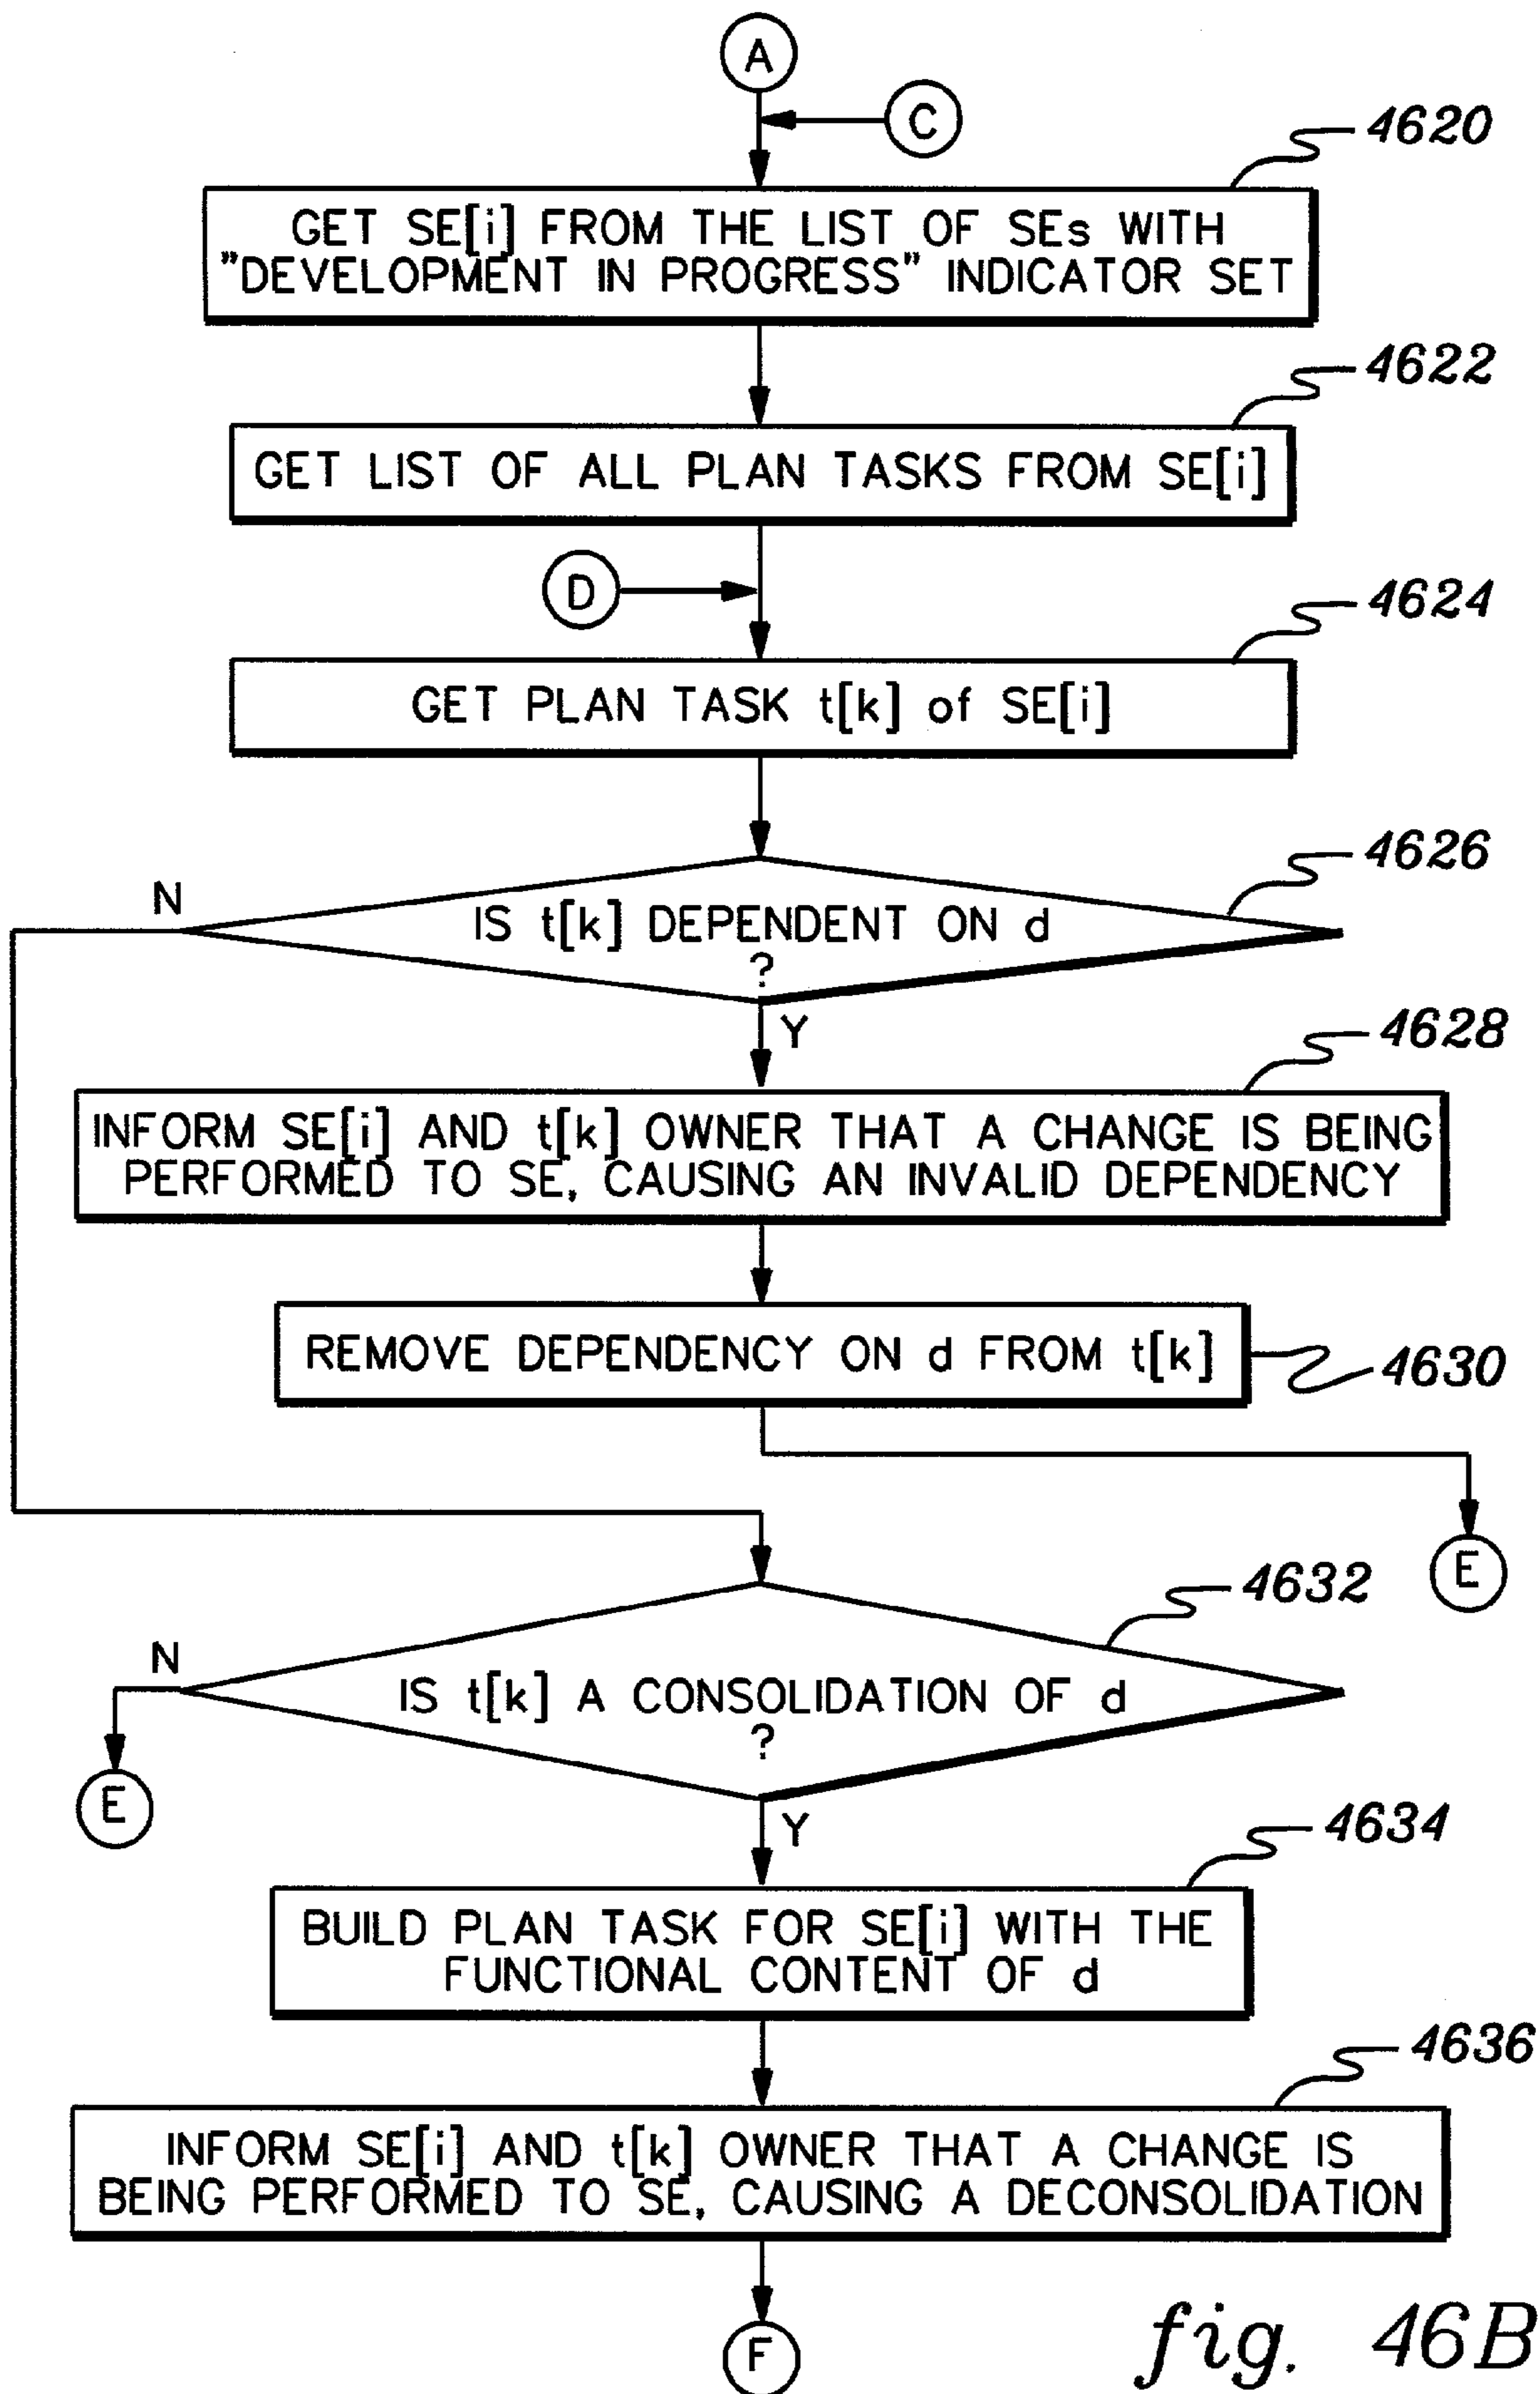 A
C
4620
GET SE[i] FROM THE LIST OF SEs WITH
"DEVELOPMENT IN PROGRESS" INDICATOR SET
4622
GET LIST OF ALL PLAN TASKS FROM SE[i]
D
4624
GET PLAN TASK t[k] of SE[i]
4626
N
IS t[k] DEPENDENT ON d
?
Y
4628
INFORM SE[i] AND t[k] OWNER THAT A CHANGE IS BEING
PERFORMED TO SE, CAUSING AN INVALID DEPENDENCY
REMOVE DEPENDENCY ON d FROM t[k]
4630
E
4632
N
IS t[k] A CONSOLIDATION OF d
?
E
Y
4634
BUILD PLAN TASK FOR SE[i] WITH THE
FUNCTIONAL CONTENT OF d
4636
INFORM SE[i] AND t[k] OWNER THAT A CHANGE IS
BEING PERFORMED TO SE, CAUSING A DECONSOLIDATION
F
fig. 46B